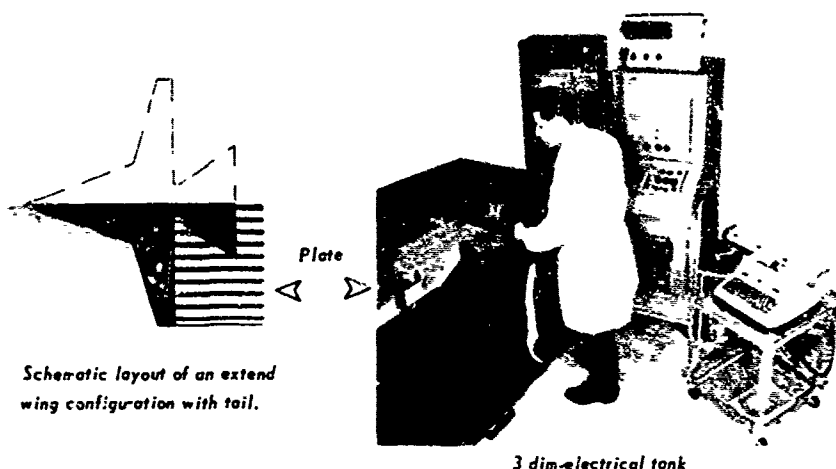 Plate
Schematic layout of an extend
wing configuration with tail.
3 dim-electrical tank